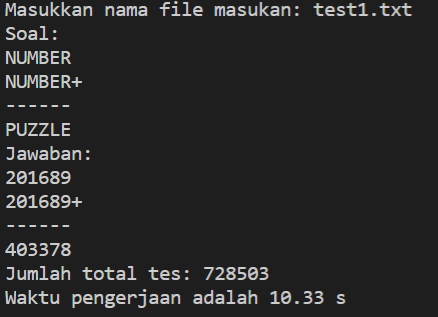 Masukkan nama file masukan: test1.txt
Soal:
NUMBER
NUMBER+
------
PUZZLE
Jawaban:
201689
201689+
------
403378
Jumlah total tes: 728503
Waktu pengerjaan adalah 10.33 s